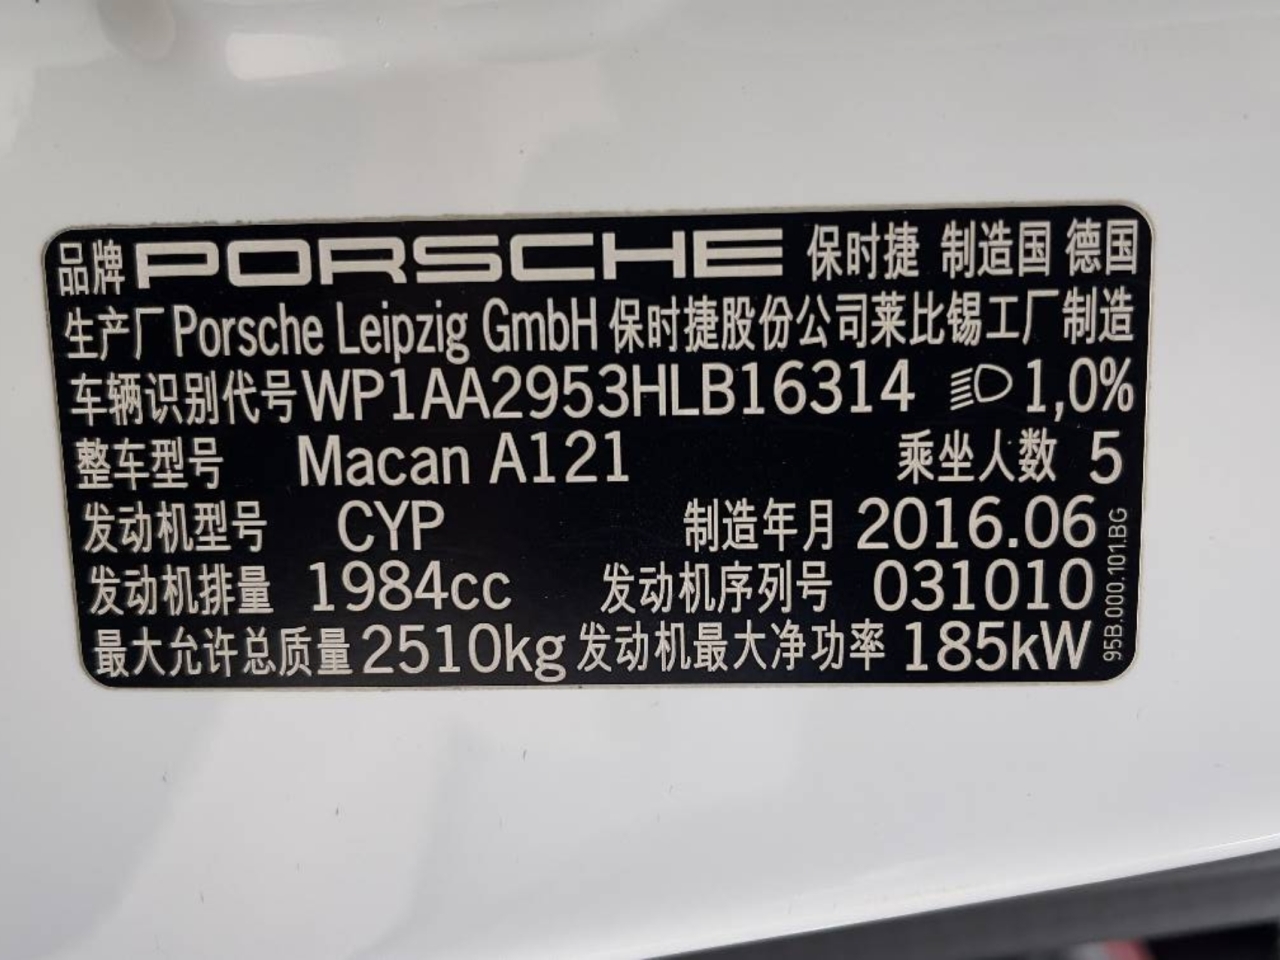 品牌 PORSCHE 保时捷 制造国 德国
生产厂 Porsche Leipzig GmbH 保时捷股份公司莱比锡工厂制造
车辆识别代号 WP1AA2953HLB16314 1,0%
整车型号 Macan A121 乘坐人数 5
发动机型号 CYP 制造年月 2016.06
发动机排量 1984cc 发动机序列号 031010
最大允许总质量 2510kg 发动机最大净功率 185kW
95B.000.101.BG